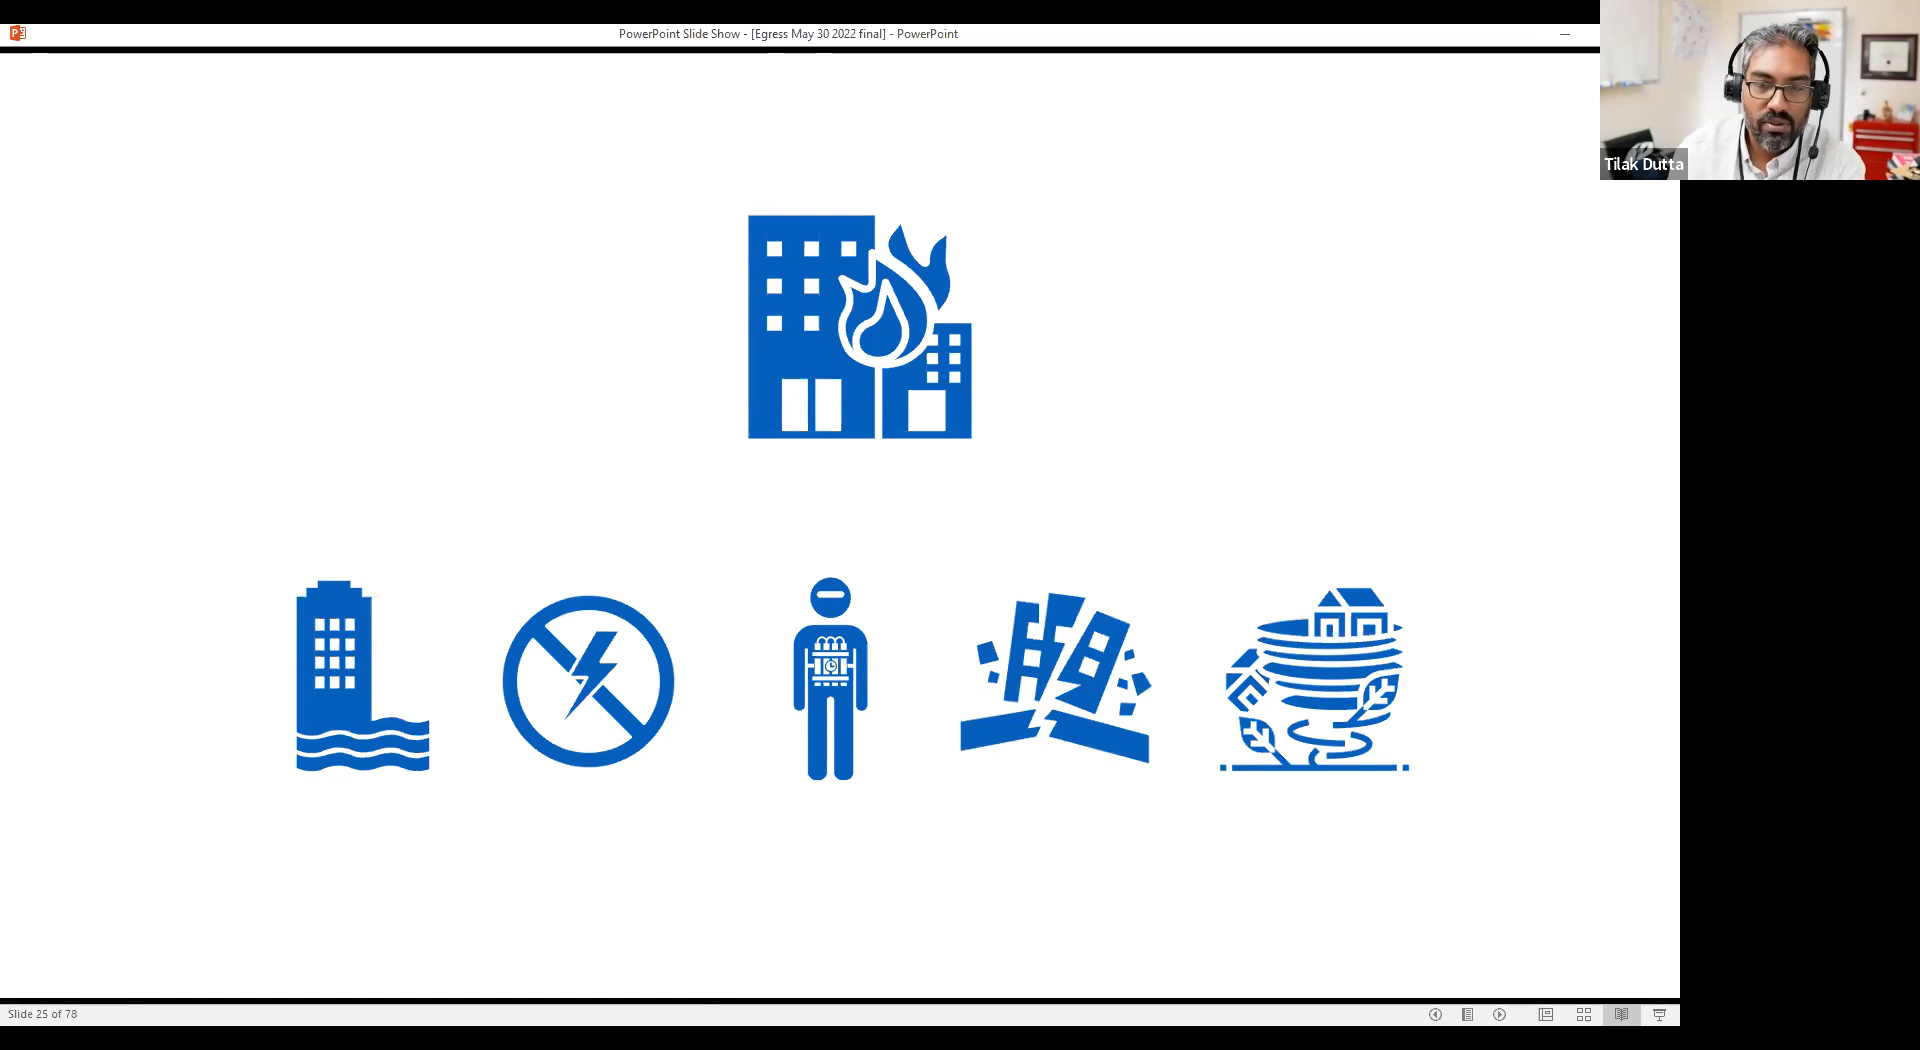 PowerPoint Slide Show - [Egress May 30 2022 final] - PowerPoint
Tilak Dutta
Slide 25 of 78